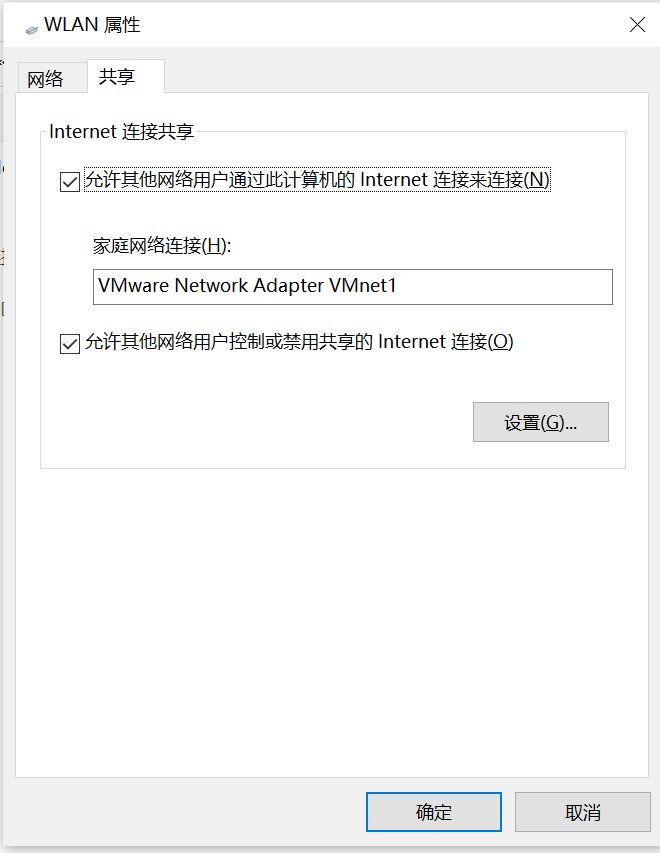 WLAN 属性
网络
共享
Internet 连接共享
允许其他网络用户通过此计算机的 Internet 连接来连接(N)
家庭网络连接(H):
VMware Network Adapter VMnet1
允许其他网络用户控制或禁用共享的 Internet 连接(O)
设置(G)...
确定
取消